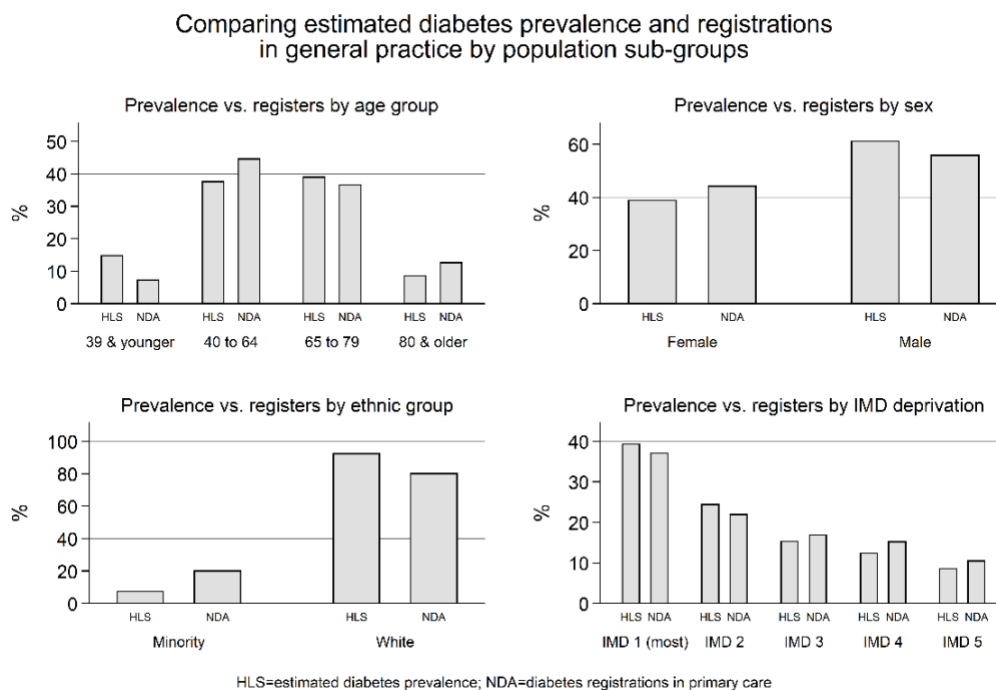 Comparing estimated diabetes prevalence and registrations
in general practice by population sub-groups
Prevalence vs. registers by age group
%
50
40
30
20
10
0
HLS NDA HLS NDA HLS NDA HLS NDA
39 & younger 40 to 64 65 to 79 80 & older
Prevalence vs. registers by sex
%
60
40
20
0
HLS NDA HLS NDA
Female Male
Prevalence vs. registers by ethnic group
%
100
80
60
40
20
0
HLS NDA HLS NDA
Minority White
Prevalence vs. registers by IMD deprivation
%
40
30
20
10
0
HLS NDA HLS NDA HLS NDA HLS NDA HLS NDA
IMD 1 (most) IMD 2 IMD 3 IMD 4 IMD 5
HLS=estimated diabetes prevalence; NDA=diabetes registrations in primary care